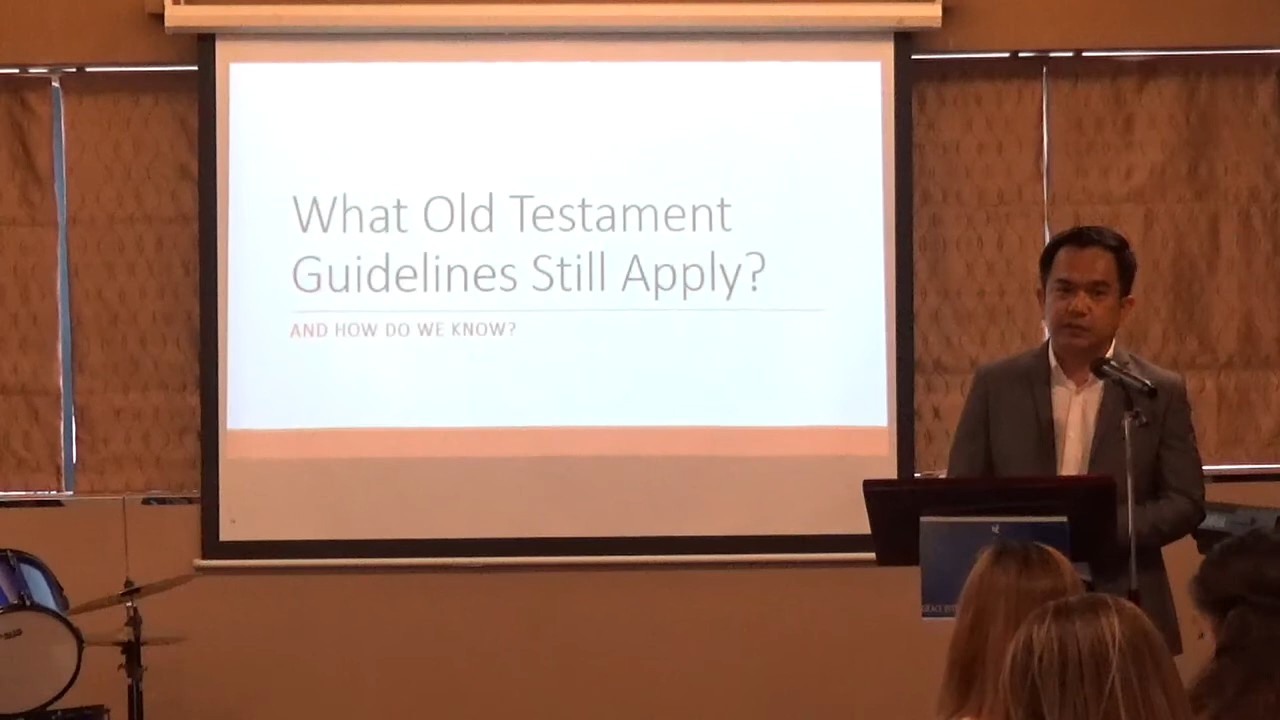 What Old Testament
Guidelines Still Apply?
AND HOW DO WE KNOW?